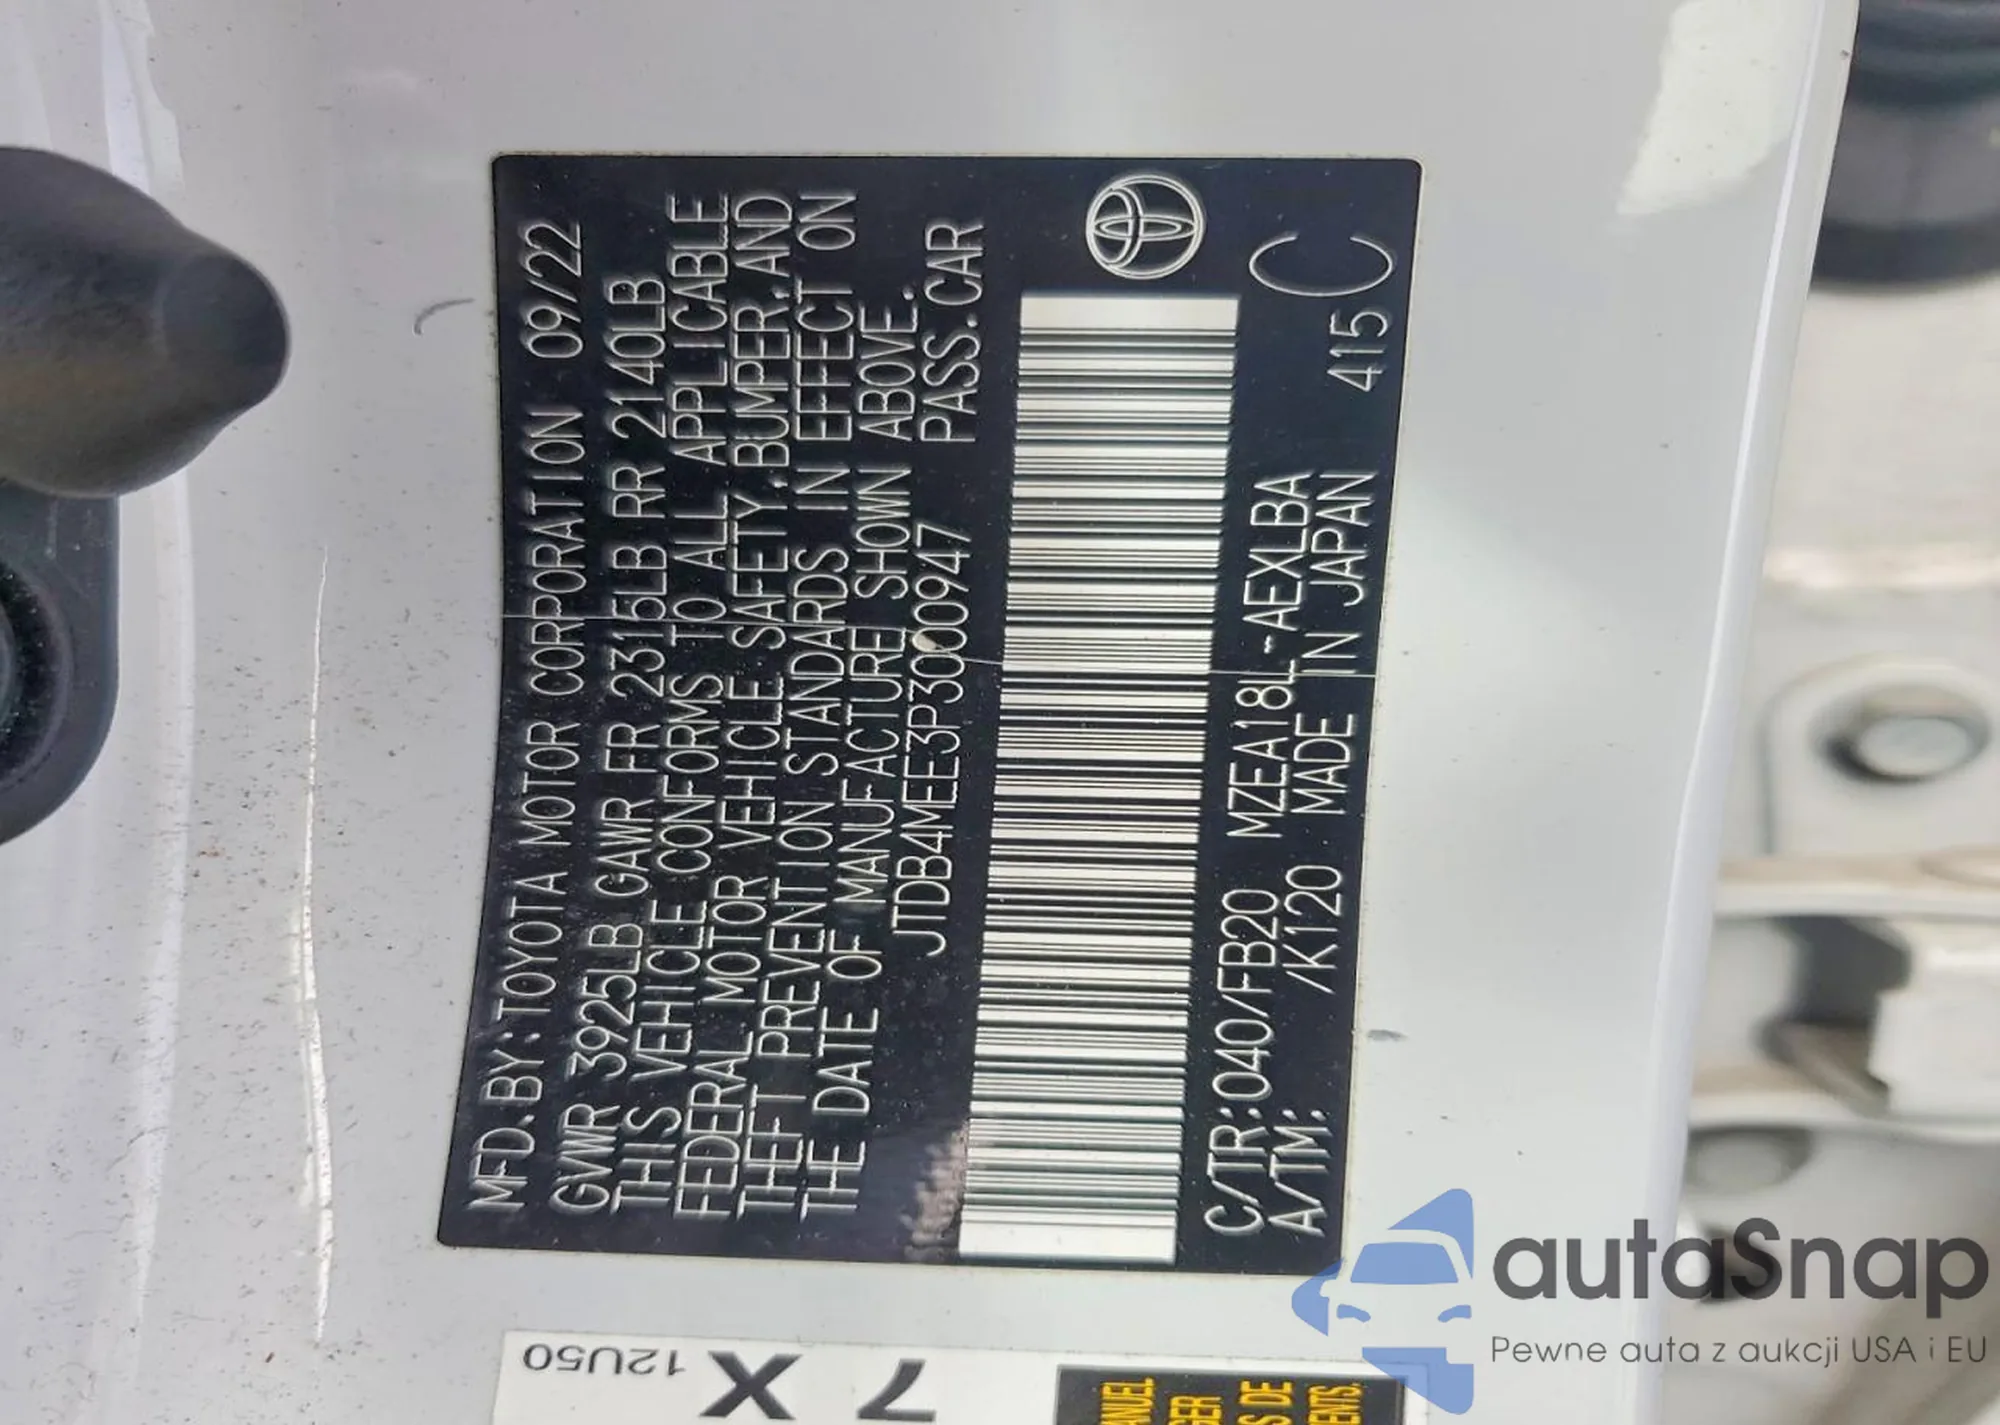 MFD.BY:TOYOTA MOTOR CORPORATION 09/22
GVWR 3925LB GAWR FR 2315LB RR 2140LB
THIS VEHICLE CONFORMS TO ALL APPLICABLE
FEDERAL MOTOR VEHICLE SAFETY,BUMPER,AND
THEFT PREVENTION STANDARDS IN EFFECT ON
THE DATE OF MANUFACTURE SHOWN ABOVE.
JTDB4MEE3P3000947 PASS.CAR
C/TR:040/FB20 MZEA18L-AEXLBA
A/TM: /K120 MADE IN JAPAN 415 C
12U50
7 X
autoSnap
Pewne auta z aukcji USA i EU